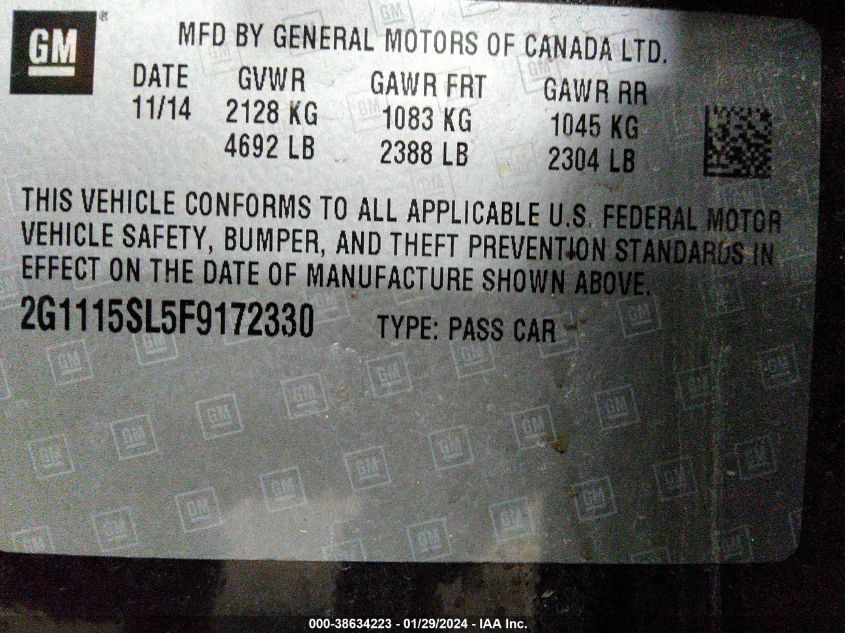 GM®
MFD BY GENERAL MOTORS OF CANADA LTD.
DATE GVWR GAWR FRT GAWR RR
11/14 2128 KG 1083 KG 1045 KG
4692 LB 2388 LB 2304 LB
THIS VEHICLE CONFORMS TO ALL APPLICABLE U.S. FEDERAL MOTOR
VEHICLE SAFETY, BUMPER, AND THEFT PREVENTION STANDARDS IN
EFFECT ON THE DATE OF MANUFACTURE SHOWN ABOVE.
2G1115SL5F9172330 TYPE: PASS CAR
000-38634223 - 01/29/2024 - IAA Inc.